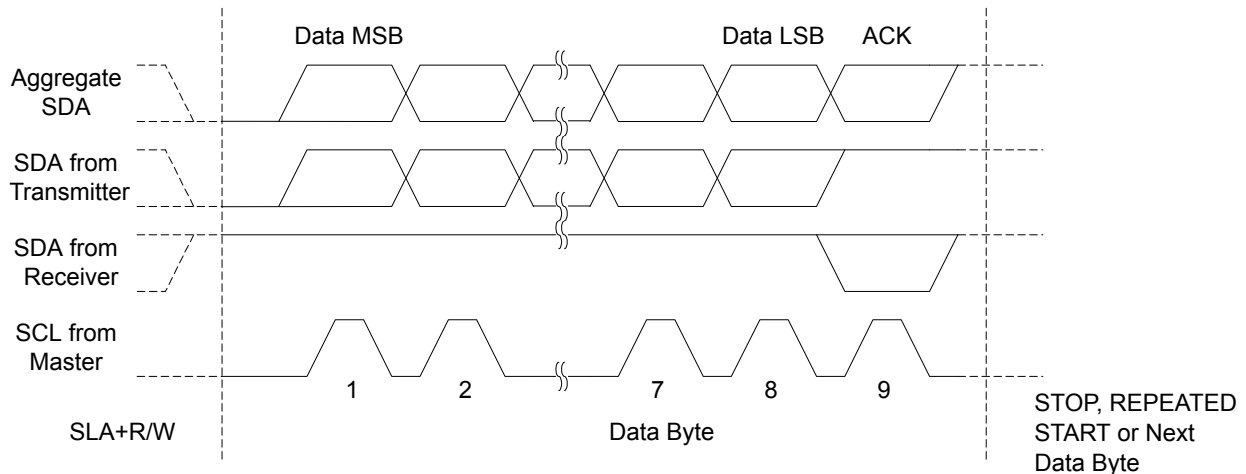 Data MSB
Data LSB
ACK
Aggregate
SDA
SDA from
Transmitter
SDA from
Receiver
SCL from
Master
1
2
7
8
9
SLA+R/W
Data Byte
STOP, REPEATED
START or Next
Data Byte